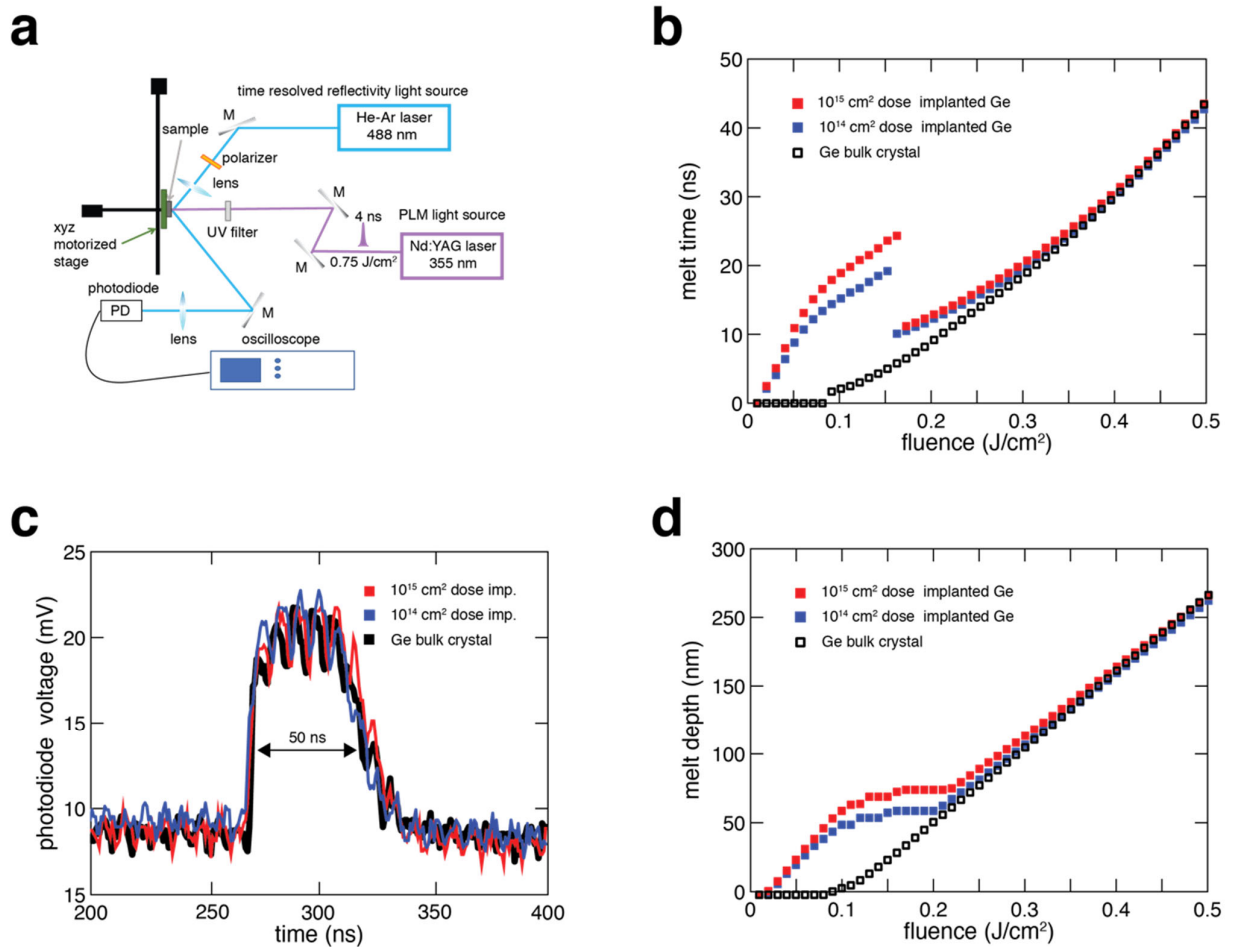 a
time resolved reflectivity light source
M
He-Ar laser
488 nm
sample
polarizer
lens
M
4 ns
PLM light source
xyz
motorized
stage
UV filter
M
0.75 J/cm²
Nd:YAG laser
355 nm
photodiode
PD
M
lens
oscilloscope
b
50
40
30
20
10
0
melt time (ns)
10¹⁵ cm² dose implanted Ge
10¹⁴ cm² dose implanted Ge
Ge bulk crystal
0
0.1
0.2
0.3
0.4
0.5
fluence (J/cm²)
c
25
20
15
10
15
photodiode voltage (mV)
10¹⁵ cm² dose imp.
10¹⁴ cm² dose imp.
Ge bulk crystal
50 ns
200
250
300
350
400
time (ns)
d
300
250
150
100
50
0
melt depth (nm)
10¹⁵ cm² dose implanted Ge
10¹⁴ cm² dose implanted Ge
Ge bulk crystal
0
0.1
0.2
0.3
0.4
0.5
fluence (J/cm²)